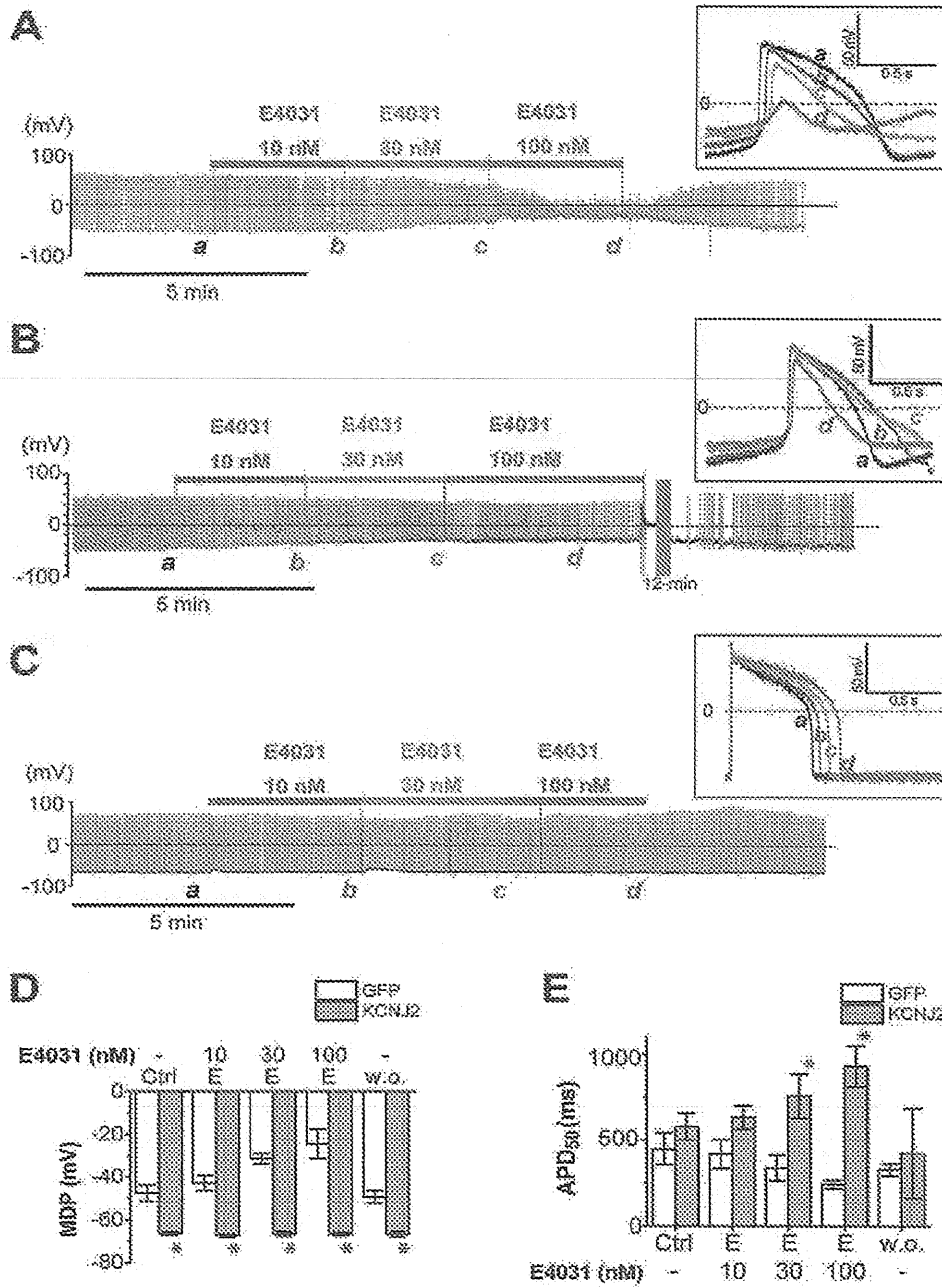 A
(mV)
100
0
-100
E4031 E4031 E4031
10 nM 30 nM 100 nM
a b c d
5 min
0
a
d
50 mV
0.5 s
B
(mV)
100
0
-100
E4031 E4031 E4031
10 nM 30 nM 100 nM
a b c d
5 min
12-min
0
d a b c
50 mV
0.5 s
C
(mV)
100
0
-100
E4031 E4031 E4031
10 nM 30 nM 100 nM
a b c d
5 min
0
a b c d
50 mV
0.5 s
D
GFP
KCNJ2
E4031 (nM) - 10 30 100 -
Ctrl E E E w.o.
0
-20
-40
-60
-80
MDP (mV)
* * * * *
E
GFP
KCNJ2
1000
500
0
APD50 (ms)
* *
Ctrl E E E w.o.
E4031 (nM) - 10 30 100 -